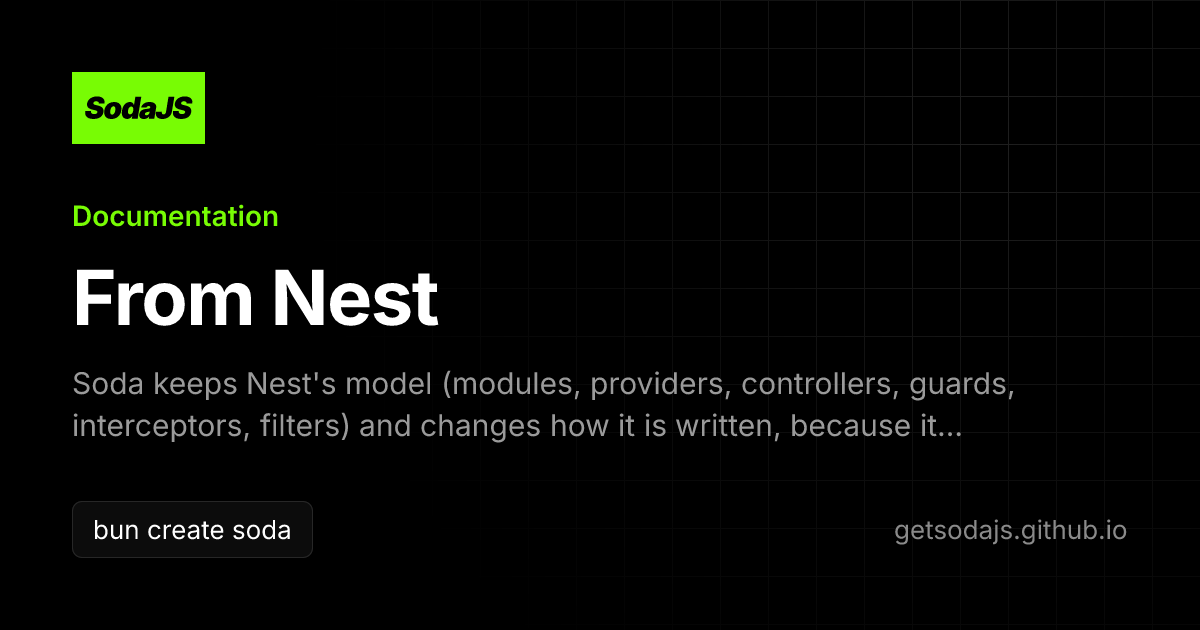 SodaJS
Documentation
From Nest
Soda keeps Nest's model (modules, providers, controllers, guards,
interceptors, filters) and changes how it is written, because it...
bun create soda
getsodajs.github.io